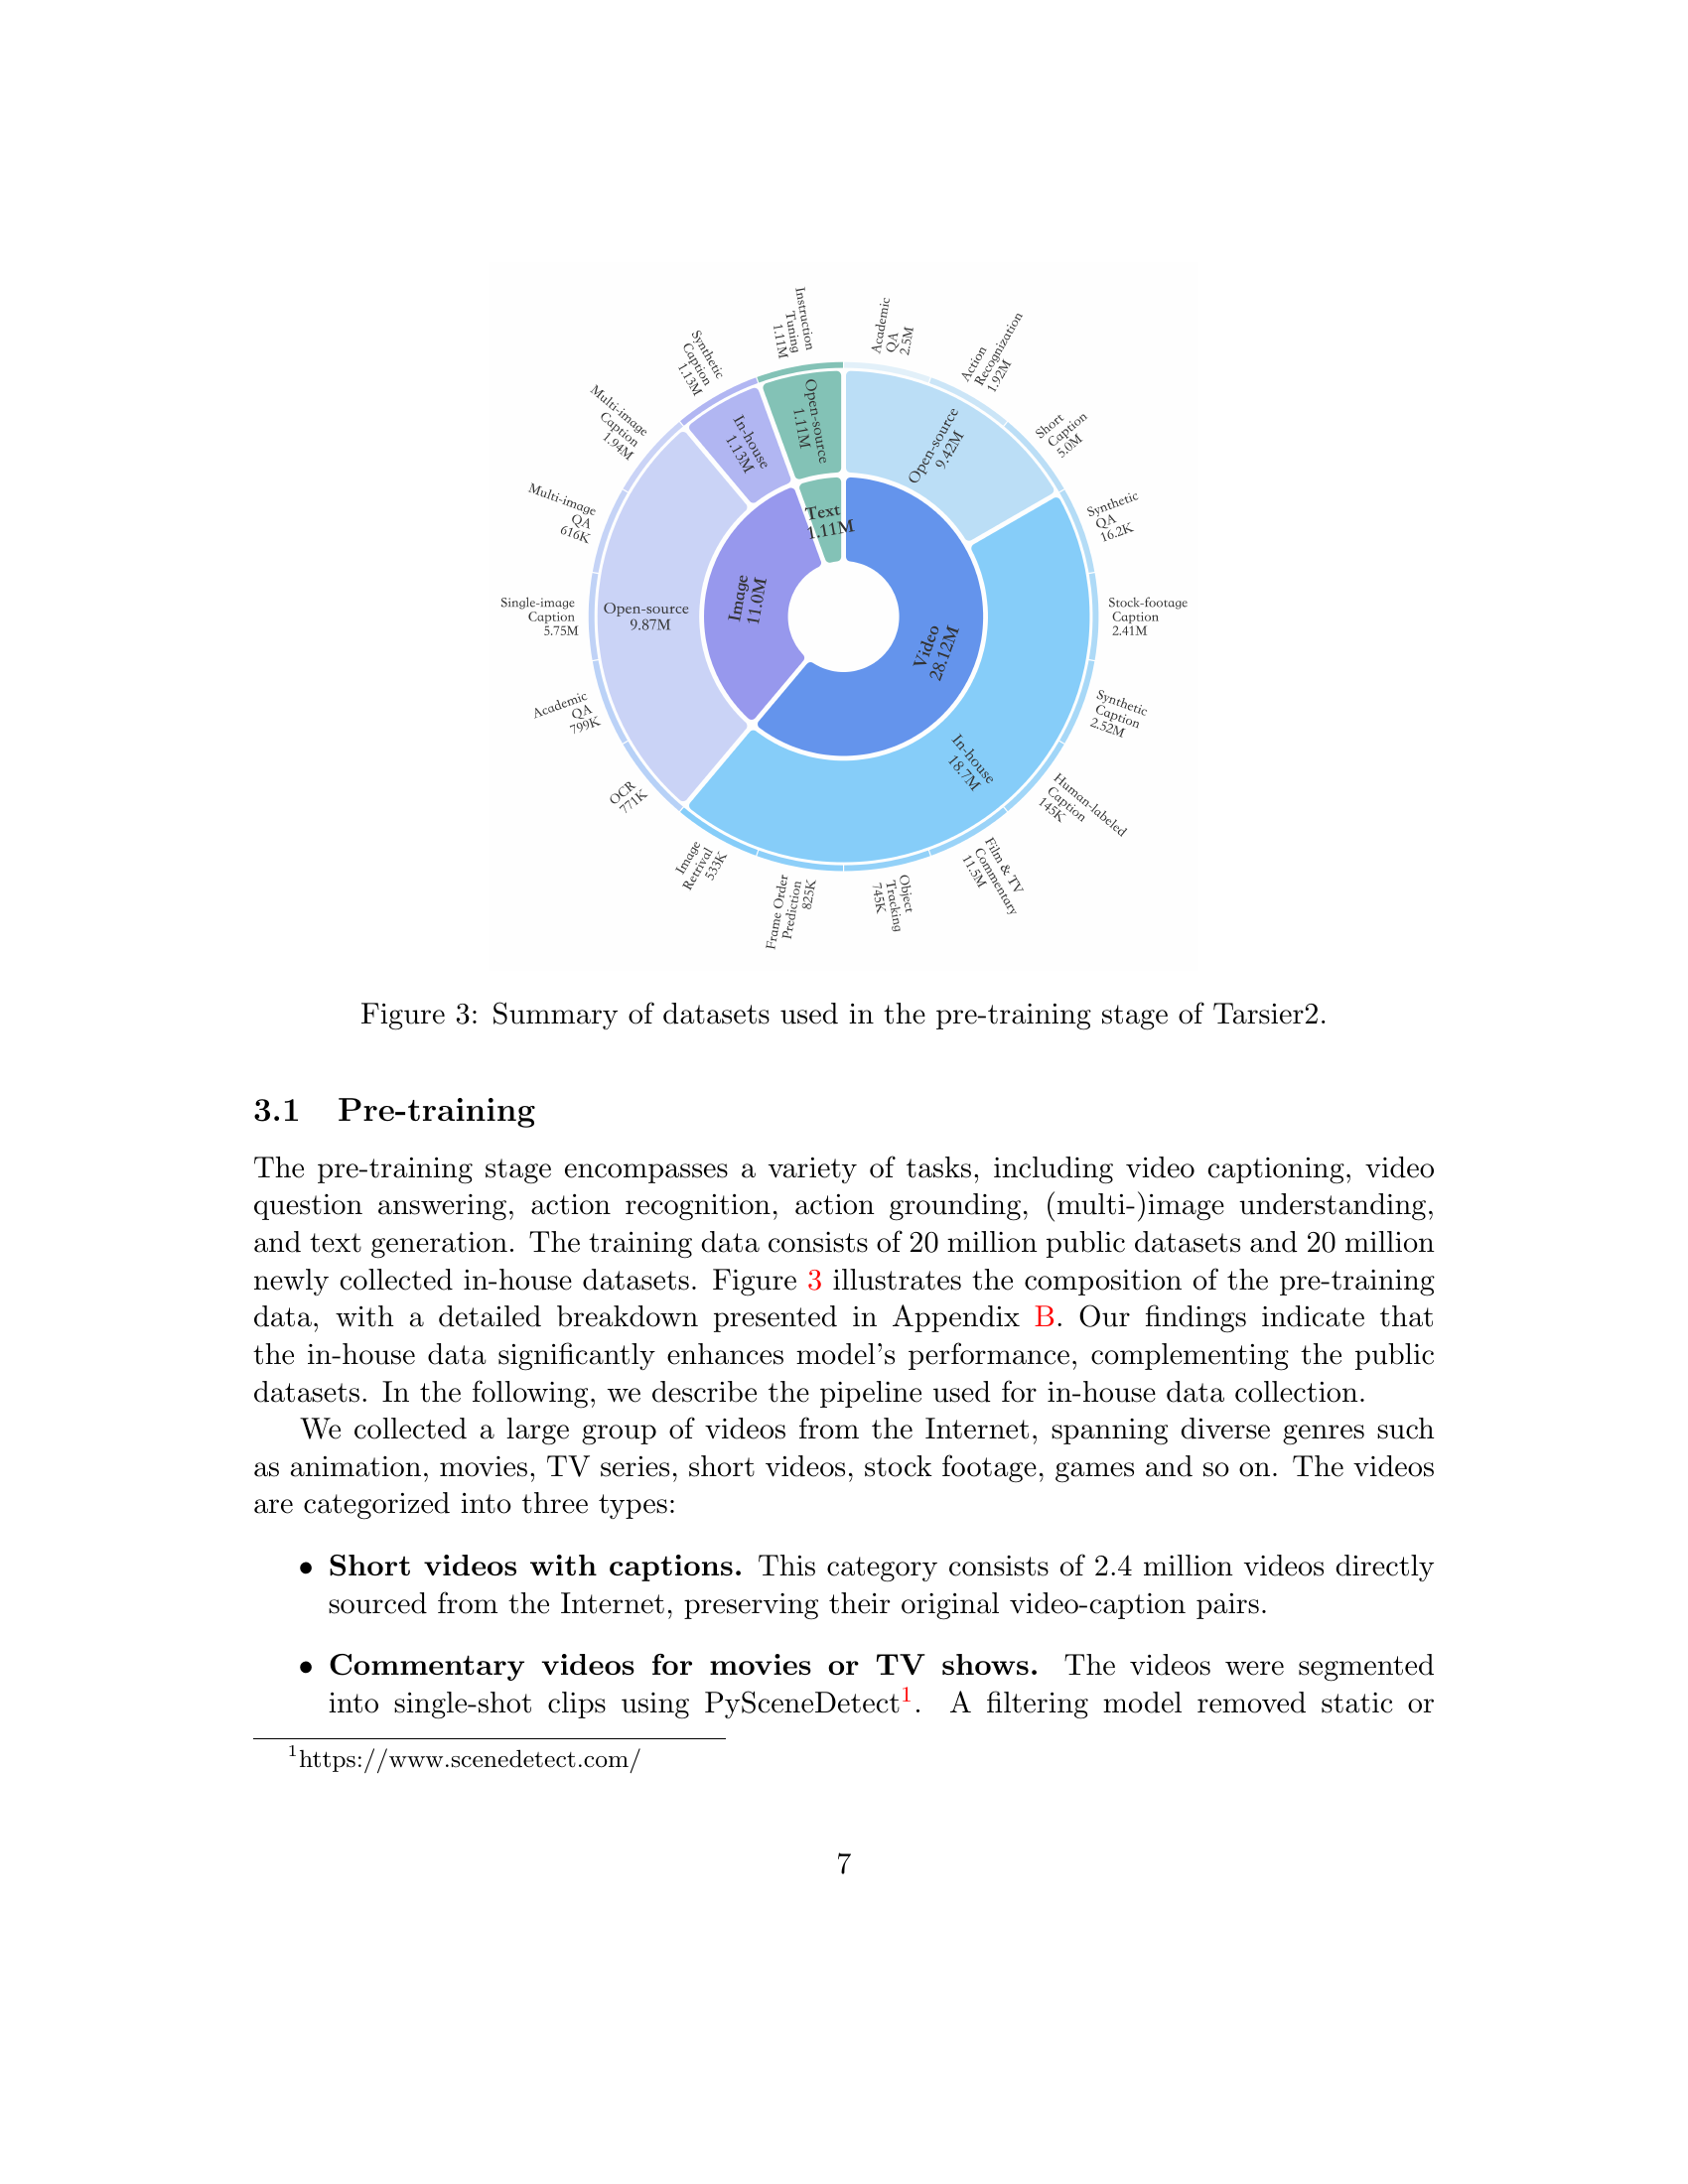 Instruction
Tuning
1.11M
Academic
QA
2.5M
Action
Recognization
1.92M
Short
Caption
5.0M
Synthetic
QA
16.2K
Stock-footage
Caption
2.41M
Synthetic
Caption
2.52M
Human-labeled
Caption
145K
Film & TV
Commentary
11.5M
Object
Tracking
745K
Frame Order
Prediction
825K
Image
Retrival
533K
OCR
771K
Academic
QA
799K
Single-image
Caption
5.75M
Multi-image
QA
616K
Multi-image
Caption
1.94M
Synthetic
Caption
1.13M
Open-source
1.11M
Open-source
9.42M
In-house
18.7M
Open-source
9.87M
In-house
1.13M
Text
1.11M
Video
28.12M
Image
11.0M
Figure 3: Summary of datasets used in the pre-training stage of Tarsier2.
3.1 Pre-training
The pre-training stage encompasses a variety of tasks, including video captioning, video
question answering, action recognition, action grounding, (multi-)image understanding,
and text generation. The training data consists of 20 million public datasets and 20 million
newly collected in-house datasets. Figure 3 illustrates the composition of the pre-training
data, with a detailed breakdown presented in Appendix B. Our findings indicate that
the in-house data significantly enhances model's performance, complementing the public
datasets. In the following, we describe the pipeline used for in-house data collection.
We collected a large group of videos from the Internet, spanning diverse genres such
as animation, movies, TV series, short videos, stock footage, games and so on. The videos
are categorized into three types:
• Short videos with captions. This category consists of 2.4 million videos directly
sourced from the Internet, preserving their original video-caption pairs.
• Commentary videos for movies or TV shows. The videos were segmented
into single-shot clips using PySceneDetect1. A filtering model removed static or
1https://www.scenedetect.com/
7